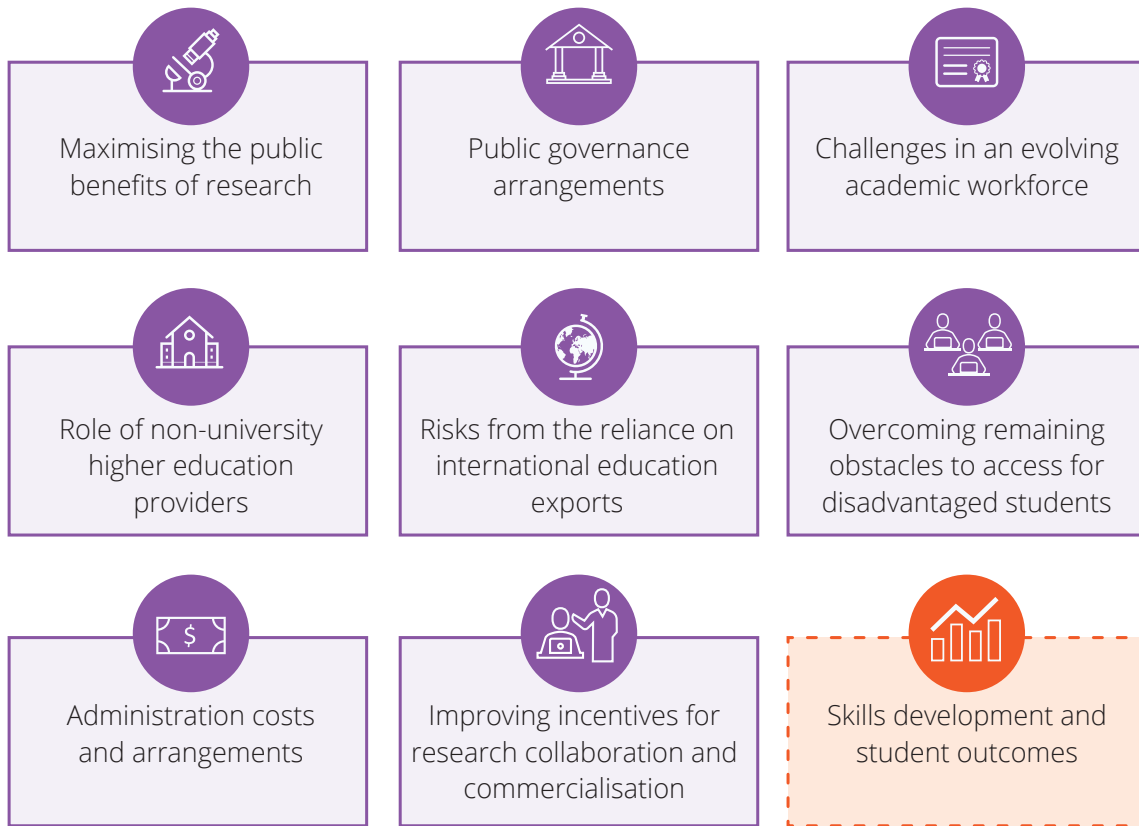 Maximising the public
benefits of research
Public governance
arrangements
Challenges in an evolving
academic workforce
Role of non-university
higher education
providers
Risks from the reliance on
international education
exports
Overcoming remaining
obstacles to access for
disadvantaged students
$
Administration costs
and arrangements
Improving incentives for
research collaboration and
commercialisation
Skills development and
student outcomes